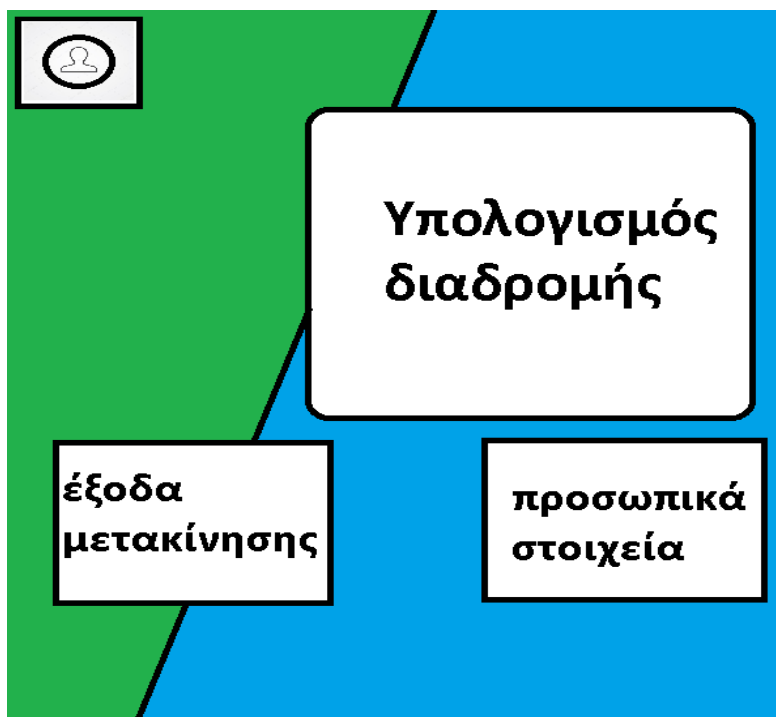 Υπολογισμός
διαδρομής
έξοδα
μετακίνησης
προσωπικά
στοιχεία